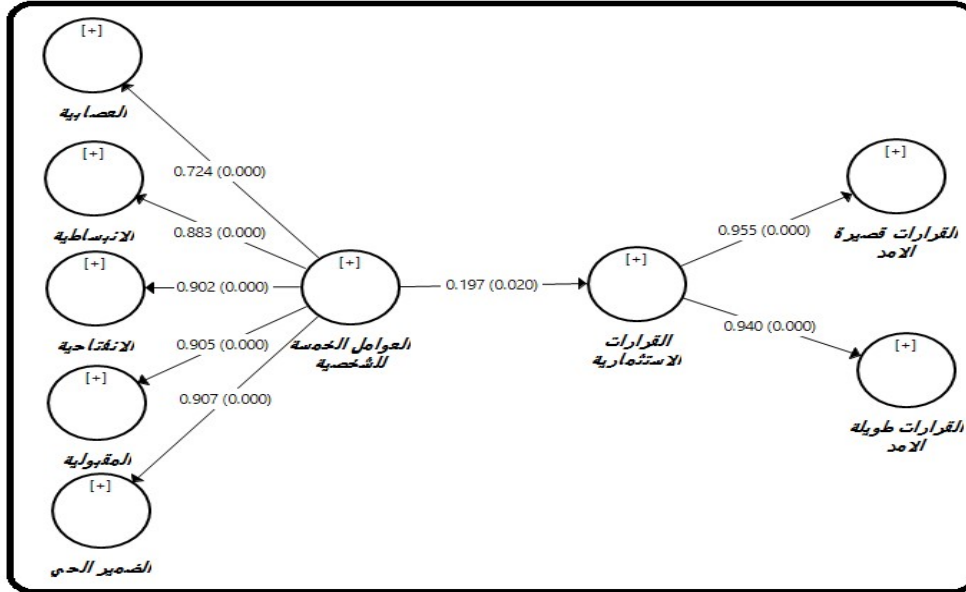 [+]
العصابية
[+]
0.724 (0.000)
الانبساطية
0.883 (0.000)
[+]
0.902 (0.000)
الانفتاحية
[+]
0.905 (0.000)
المقبولية
0.907 (0.000)
[+]
الضمير الحي
[+]
العوامل الخمسة
للشخصية
0.197 (0.020)
[+]
القرارات
الاستثمارية
0.955 (0.000)
[+]
القرارات قصيرة
الامد
0.940 (0.000)
[+]
القرارات طويلة
الامد